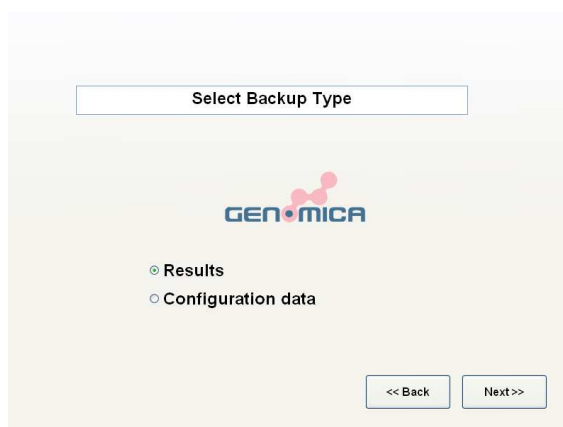 Select Backup Type
GENOMICA
Results
Configuration data
<< Back
Next >>